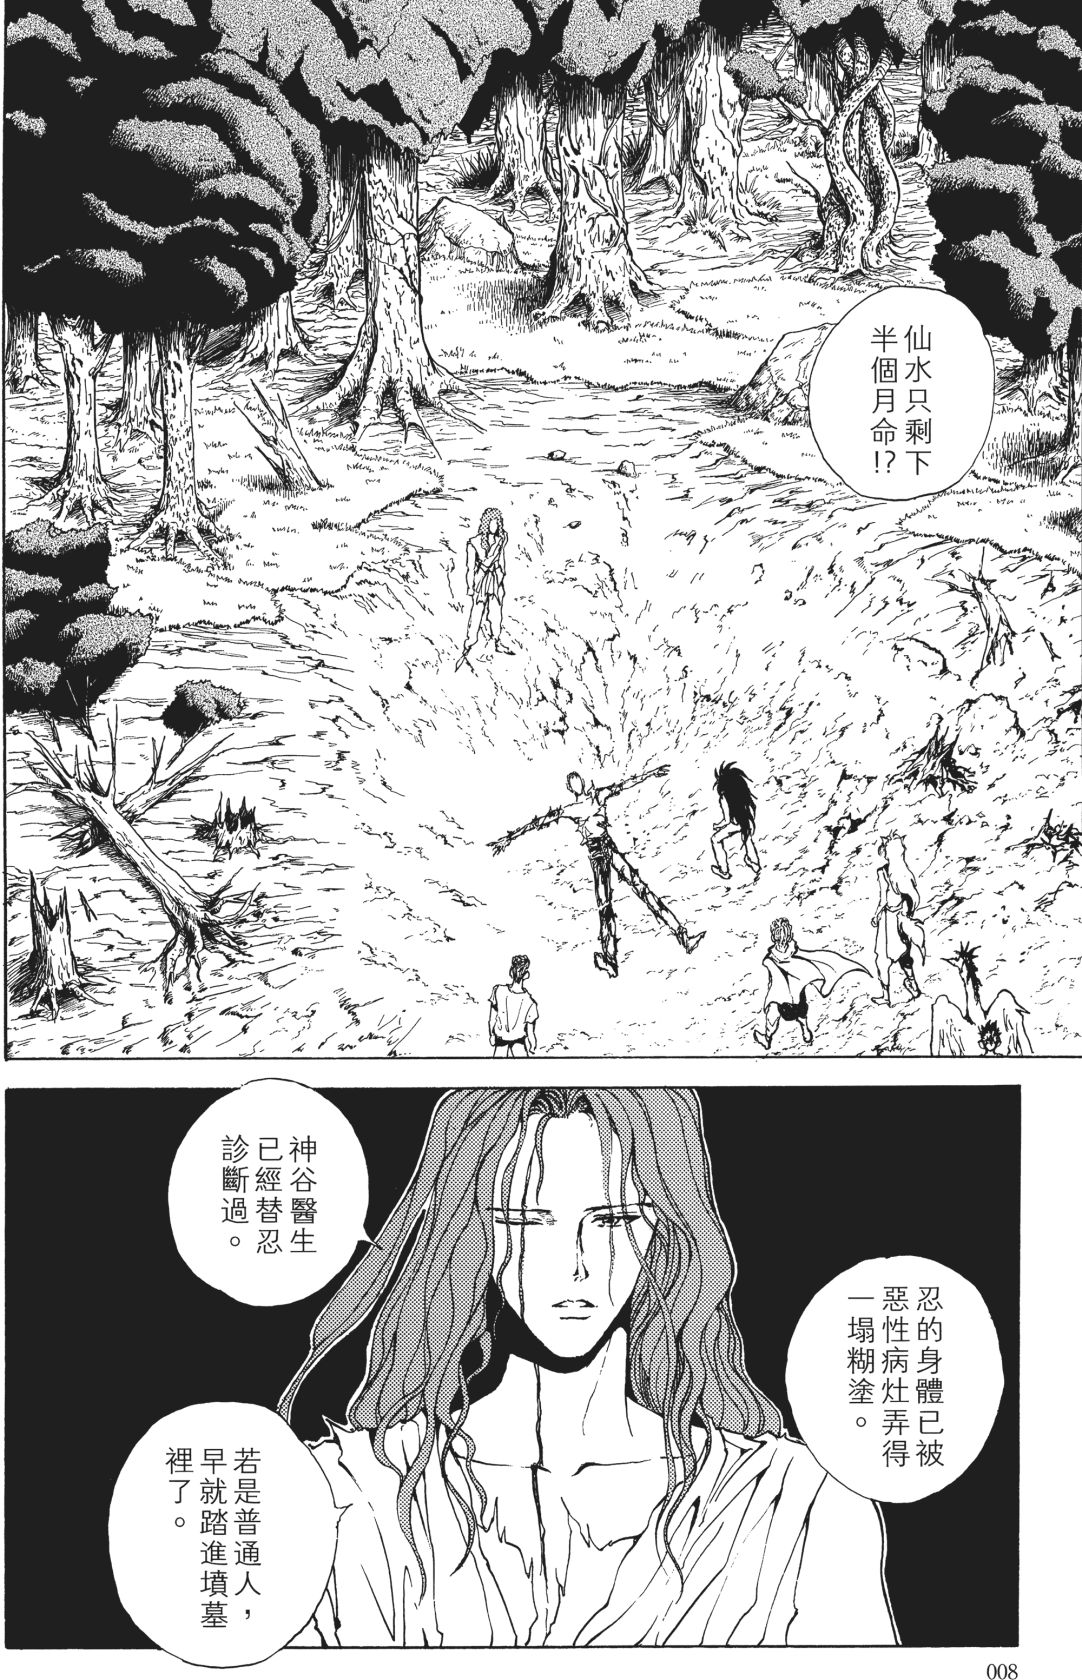 仙水只剩下
半個月命!?
神谷醫生
已經替忍
診斷過。
忍的身體已被
惡性病灶弄得
一塌糊塗。
若是普通人，
早就踏進墳墓
裡了。
008